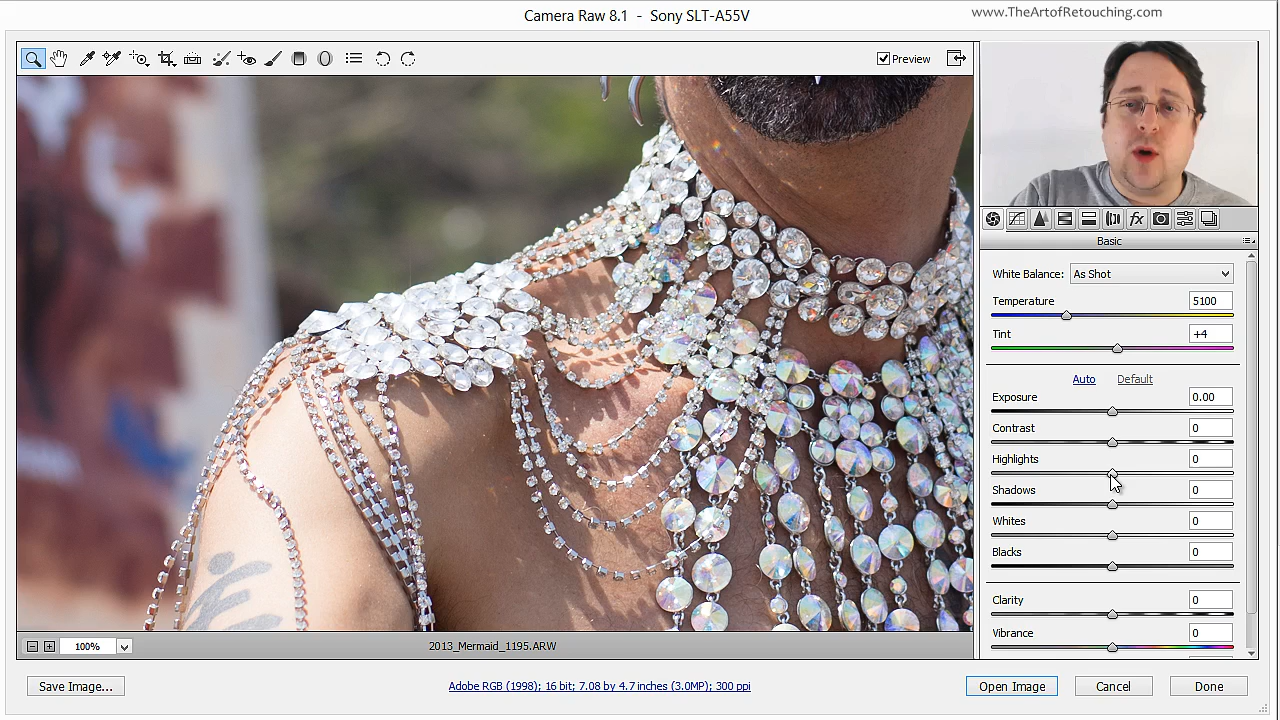 Camera Raw 8.1 - Sony SLT-A55V
www.TheArtofRetouching.com
Preview
fx
Basic
White Balance: As Shot
Temperature 5100
Tint +4
Auto Default
Exposure 0.00
Contrast 0
Highlights 0
Shadows 0
Whites 0
Blacks 0
Clarity 0
Vibrance 0
100%
2013_Mermaid_1195.ARW
Save Image...
Adobe RGB (1998); 16 bit; 7.08 by 4.7 inches (3.0MP); 300 ppi
Open Image
Cancel
Done